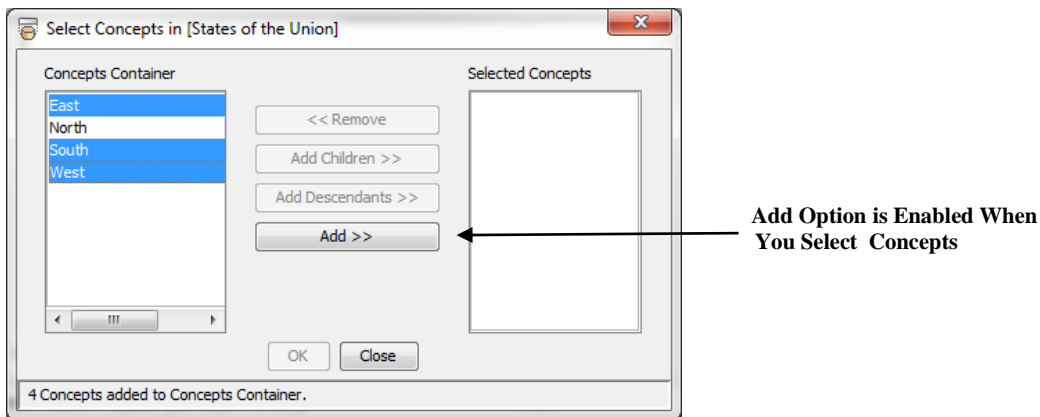 Select Concepts in [States of the Union]
Concepts Container
Selected Concepts
East
North
South
West
<< Remove
Add Children >>
Add Descendants >>
Add >>
Add Option is Enabled When
You Select Concepts
OK
Close
4 Concepts added to Concepts Container.